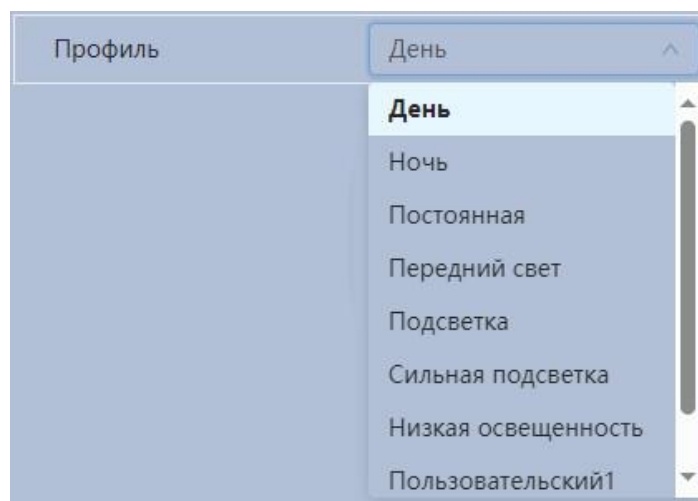 Профиль День
День
Ночь
Постоянная
Передний свет
Подсветка
Сильная подсветка
Низкая освещенность
Пользовательский1